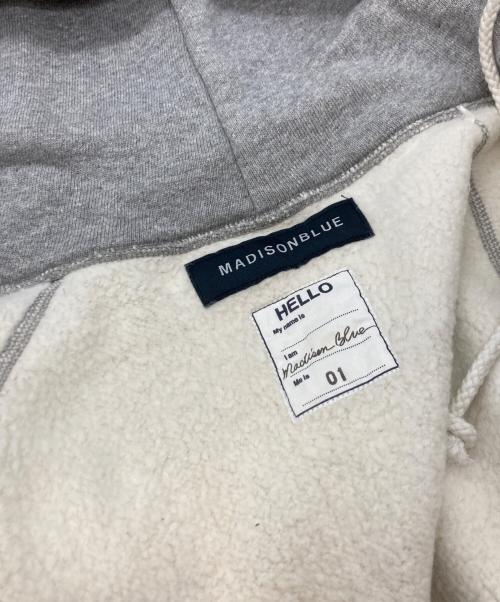 MADISONBLUE
HELLO
My name is
I am
Madison Blue
Me is
01